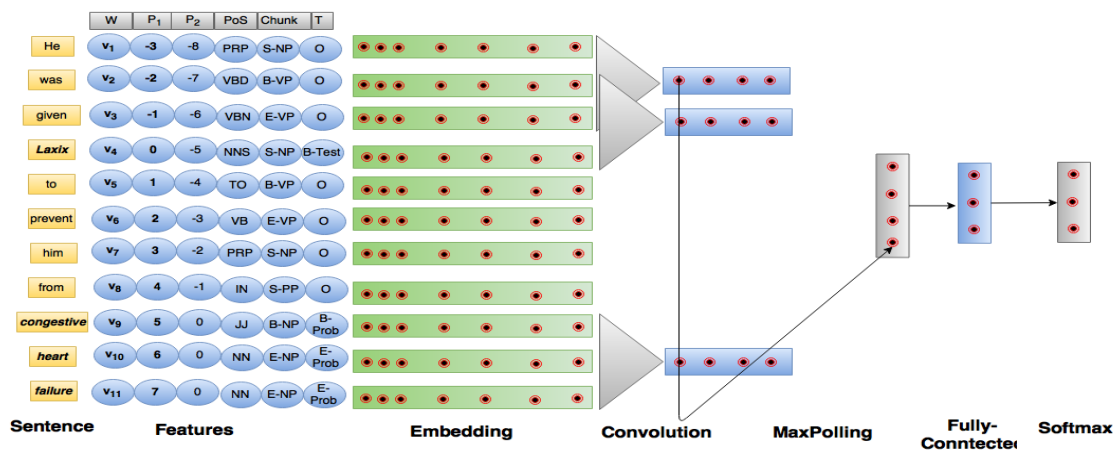 W P₁ P₂ PoS Chunk T
He v₁ -3 -8 PRP S-NP O
was v₂ -2 -7 VBD B-VP O
given v₃ -1 -6 VBN E-VP O
Laxix v₄ 0 -5 NNS S-NP B-Test
to v₅ 1 -4 TO B-VP O
prevent v₆ 2 -3 VB E-VP O
him v₇ 3 -2 PRP S-NP O
from v₈ 4 -1 IN S-PP O
congestive v₉ 5 0 JJ B-NP B-Prob
heart v₁₀ 6 0 NN E-NP E-Prob
failure v₁₁ 7 0 NN E-NP E-Prob
Sentence Features Embedding Convolution MaxPolling Fully-Conntectec Softmax